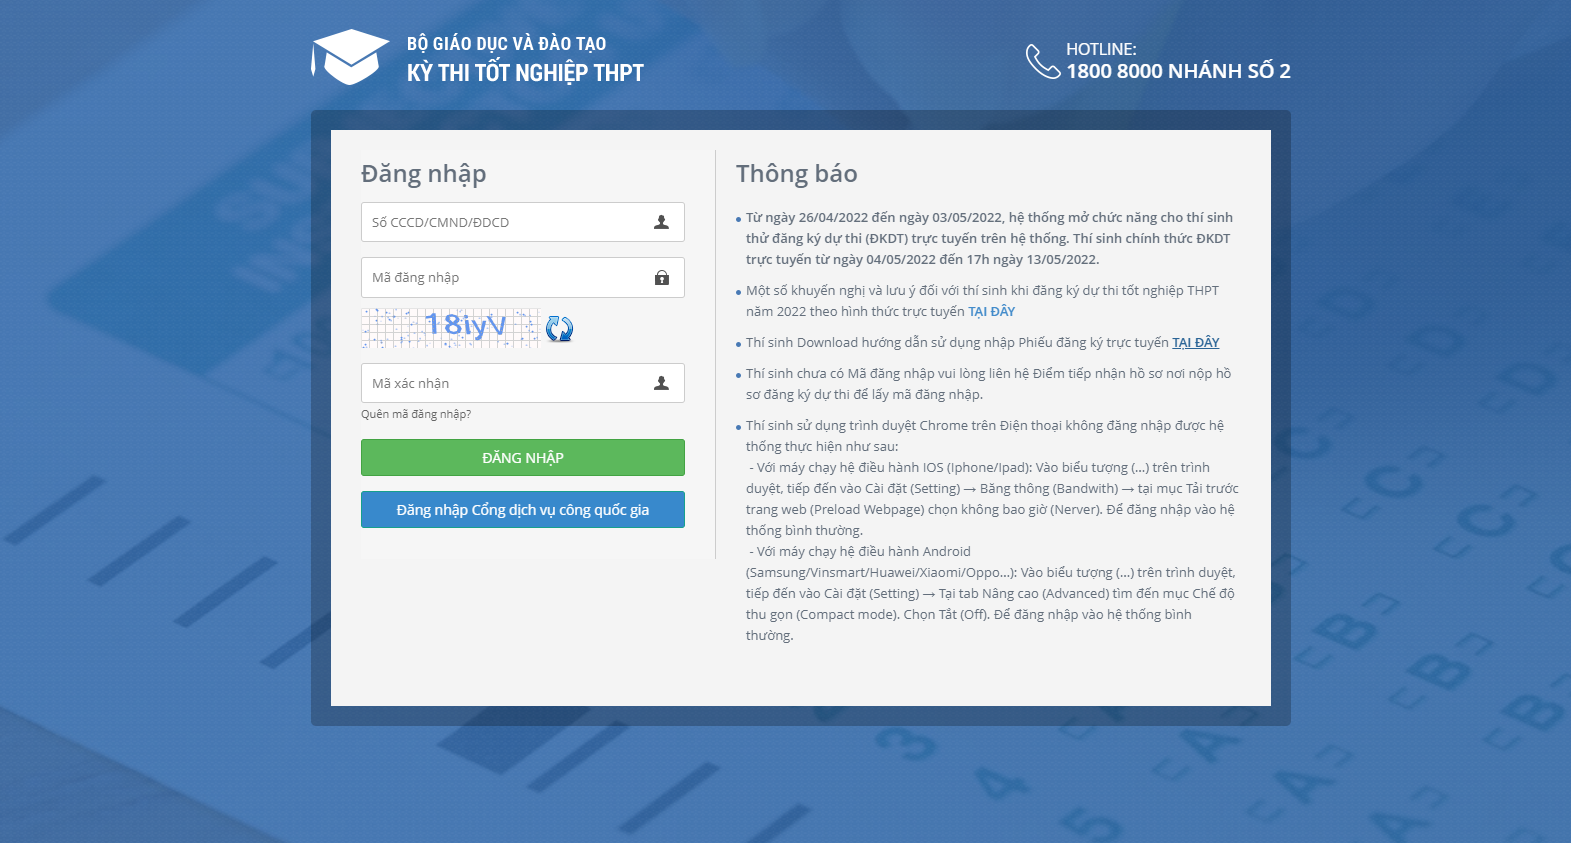 BỘ GIÁO DỤC VÀ ĐÀO TẠO
KỲ THI TỐT NGHIỆP THPT
HOTLINE:
1800 8000 NHÁNH SỐ 2
Đăng nhập
Số CCCD/CMND/ĐDCD
Mã đăng nhập
18iyV
Mã xác nhận
Quên mã đăng nhập?
ĐĂNG NHẬP
Đăng nhập Cổng dịch vụ công quốc gia
Thông báo
Từ ngày 26/04/2022 đến ngày 03/05/2022, hệ thống mở chức năng cho thí sinh
thử đăng ký dự thi (ĐKDT) trực tuyến trên hệ thống. Thí sinh chính thức ĐKDT
trực tuyến từ ngày 04/05/2022 đến 17h ngày 13/05/2022.
Một số khuyến nghị và lưu ý đối với thí sinh khi đăng ký dự thi tốt nghiệp THPT
năm 2022 theo hình thức trực tuyến TẠI ĐÂY
Thí sinh Download hướng dẫn sử dụng nhập Phiếu đăng ký trực tuyến TẠI ĐÂY
Thí sinh chưa có Mã đăng nhập vui lòng liên hệ Điểm tiếp nhận hồ sơ nơi nộp hồ
sơ đăng ký dự thi để lấy mã đăng nhập.
Thí sinh sử dụng trình duyệt Chrome trên Điện thoại không đăng nhập được hệ
thống thực hiện như sau:
- Với máy chạy hệ điều hành IOS (Iphone/Ipad): Vào biểu tượng (...) trên trình
duyệt, tiếp đến vào Cài đặt (Setting) → Băng thông (Bandwith) → tại mục Tải trước
trang web (Preload Webpage) chọn không bao giờ (Nerver). Để đăng nhập vào hệ
thống bình thường.
- Với máy chạy hệ điều hành Android
(Samsung/Vinsmart/Huawei/Xiaomi/Oppo...): Vào biểu tượng (...) trên trình duyệt,
tiếp đến vào Cài đặt (Setting) → Tại tab Nâng cao (Advanced) tìm đến mục Chế độ
thu gọn (Compact mode). Chọn Tắt (Off). Để đăng nhập vào hệ thống bình
thường.